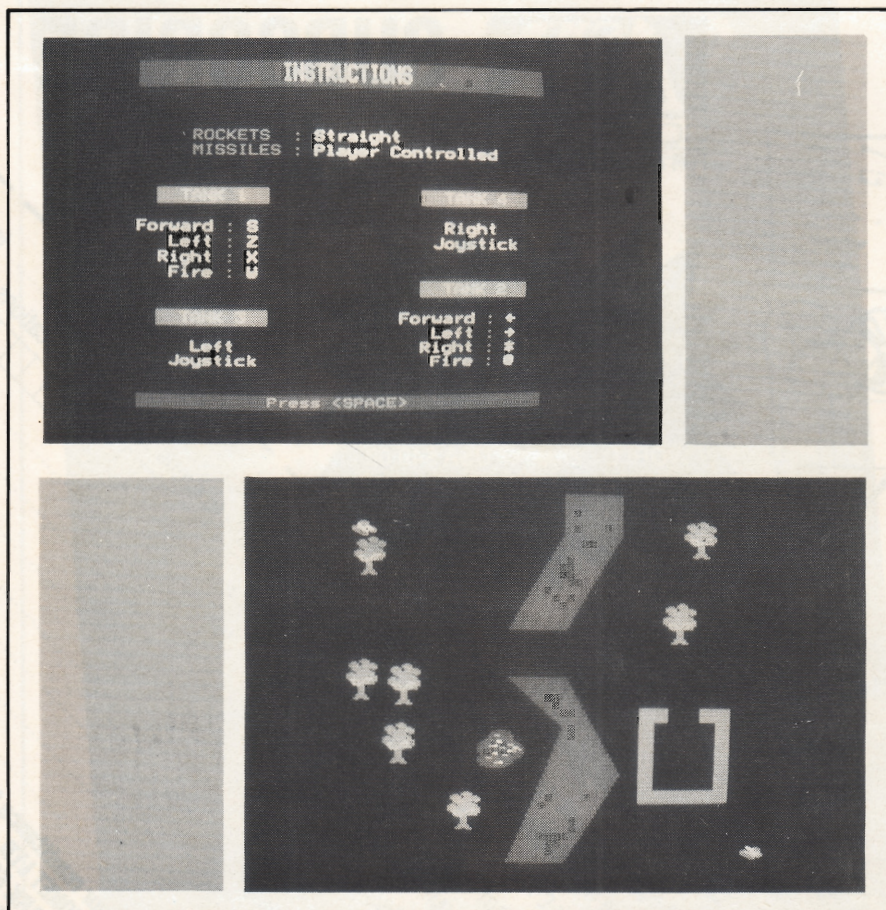 INSTRUCTIONS
ROCKETS : Straight
MISSILES : Player Controlled
TANK 1
Forward : S
Left : Z
Right : X
Fire :
TANK 3
Left
Joystick
TANK 4
Right
Joystick
TANK 2
Forward : ←
Left : →
Right : *
Fire :
Press <SPACE>